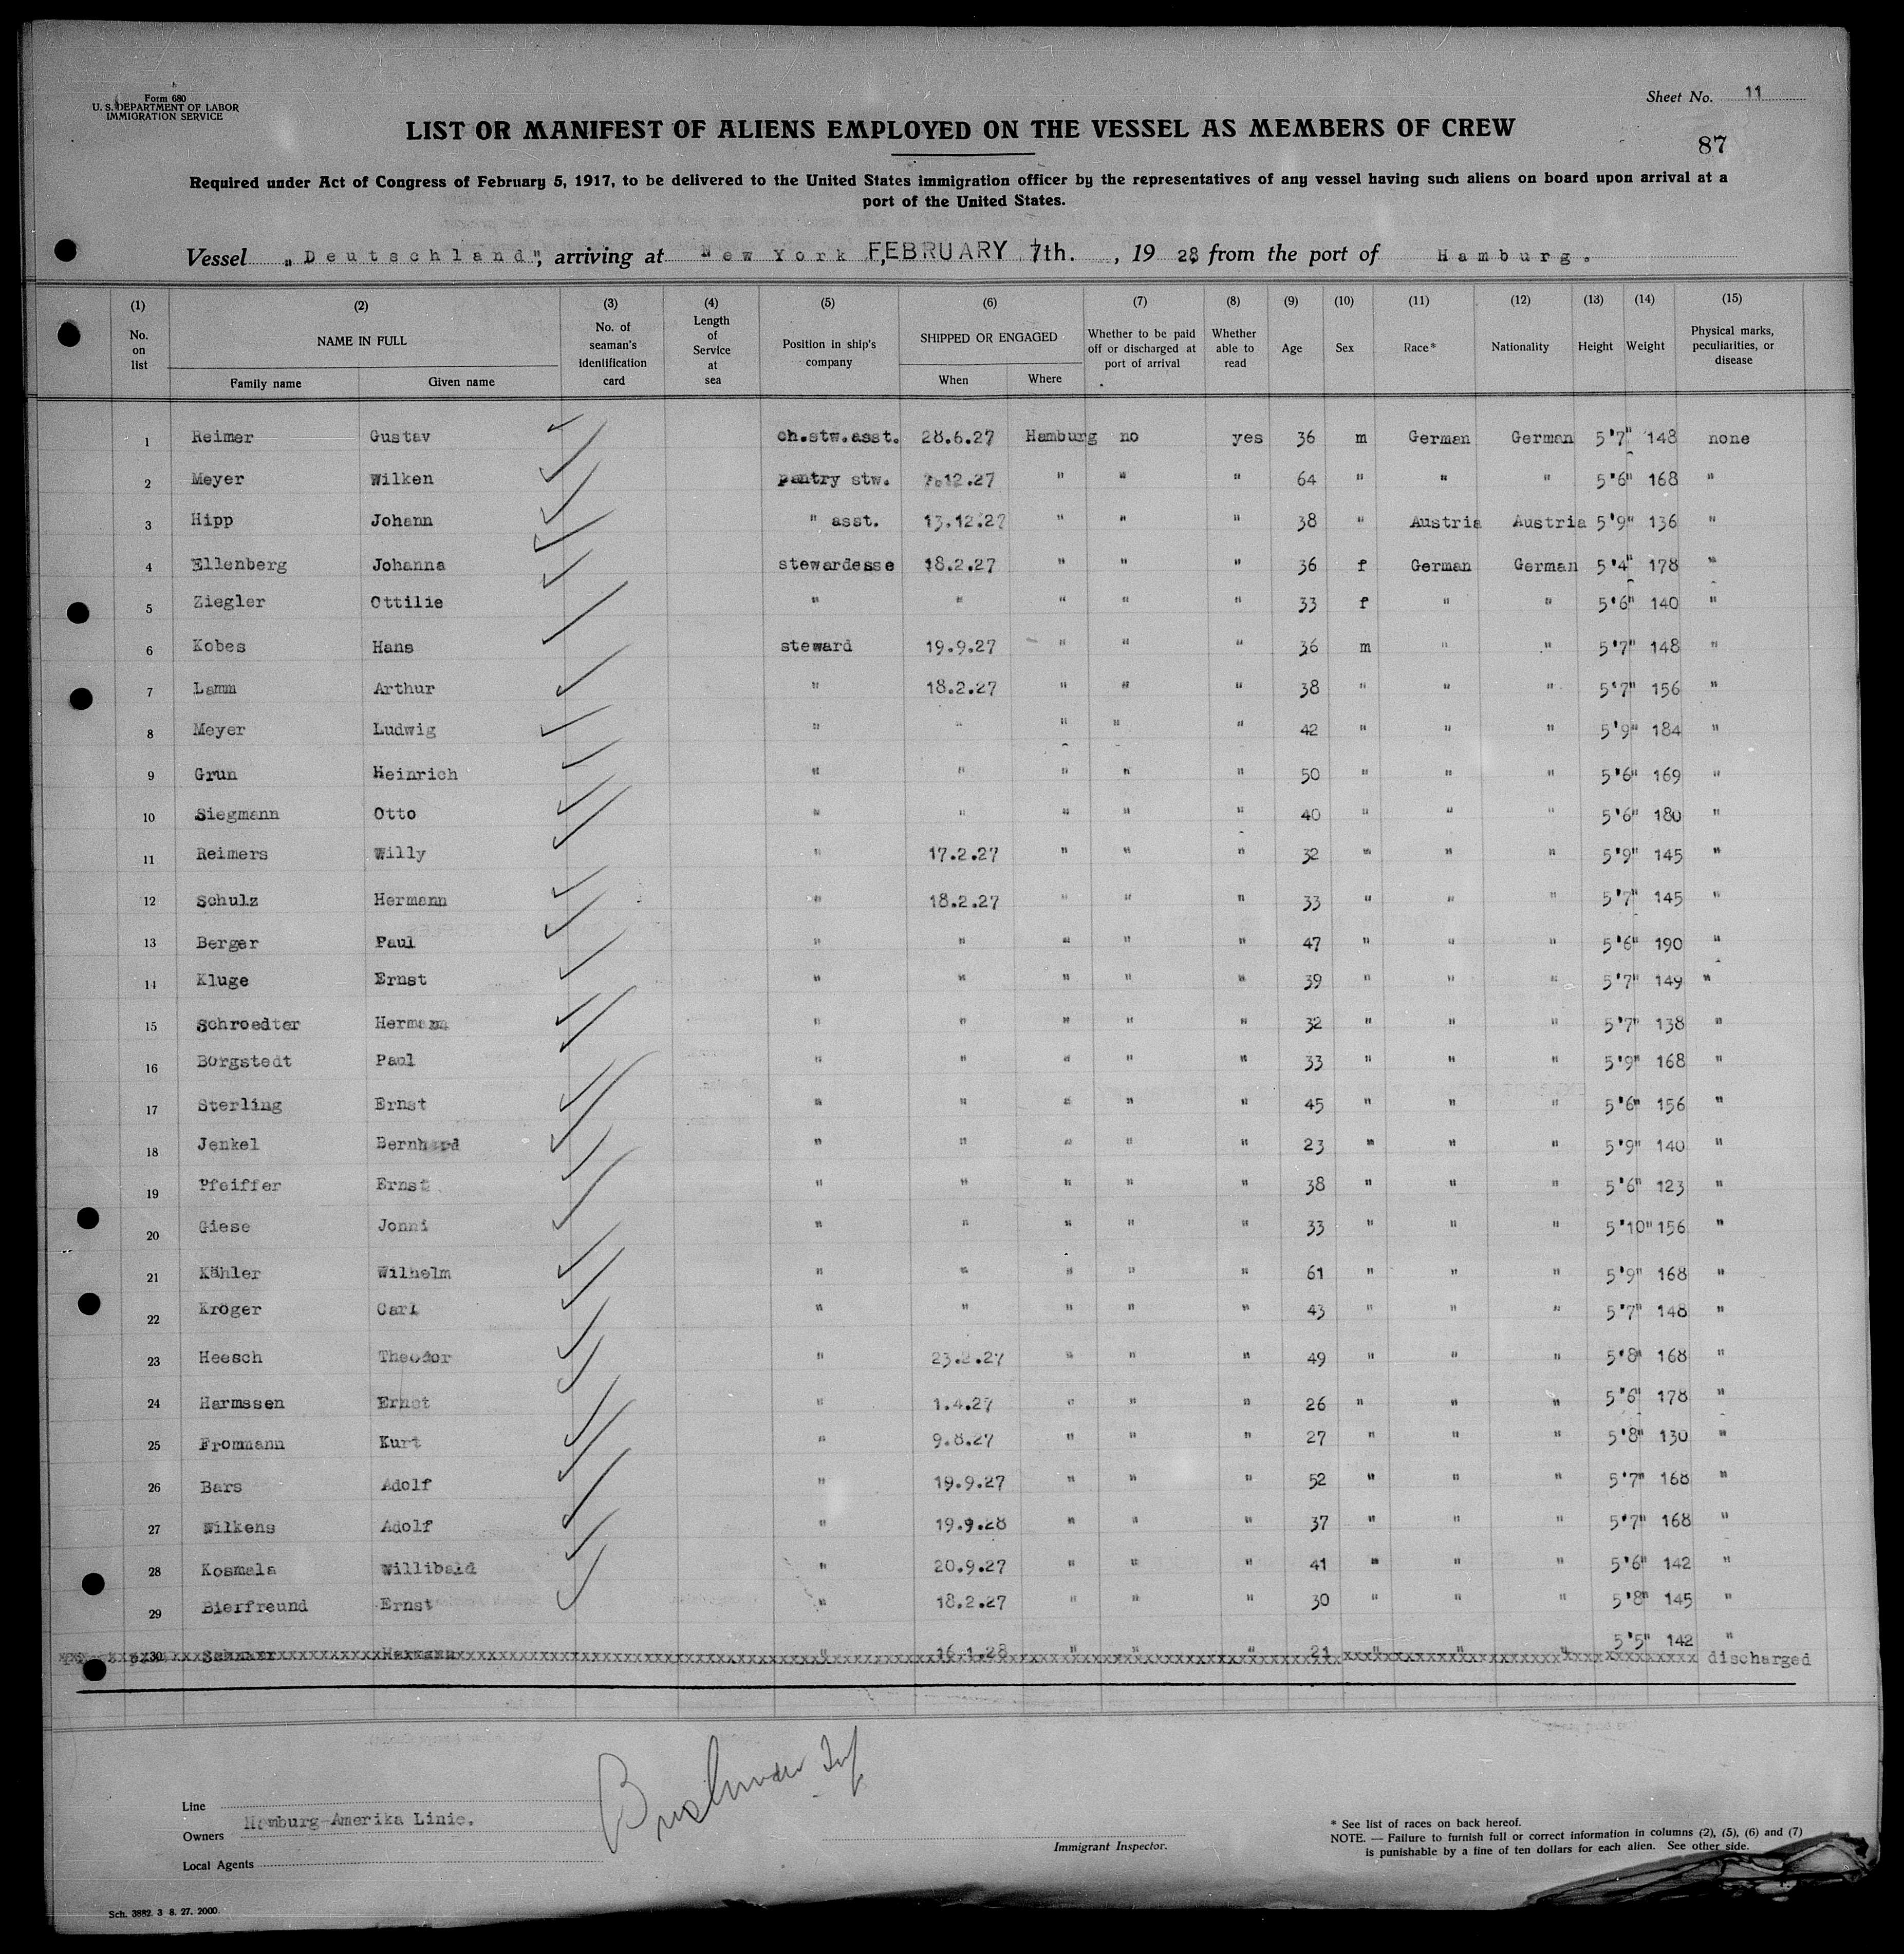 Form 680
U. S. DEPARTMENT OF LABOR
IMMIGRATION SERVICE
Sheet No. 11
LIST OR MANIFEST OF ALIENS EMPLOYED ON THE VESSEL AS MEMBERS OF CREW
87
Required under Act of Congress of February 5, 1917, to be delivered to the United States immigration officer by the representatives of any vessel having such aliens on board upon arrival at a
port of the United States.
Vessel „Deutschland", arriving at New York, FEBRUARY 7th. , 19 28, from the port of Hamburg.
(1) (2) (3) (4) (5) (6) (7) (8) (9) (10) (11) (12) (13) (14) (15)
No. on list NAME IN FULL No. of seaman's identification card Length of Service at sea Position in ship's company SHIPPED OR ENGAGED Whether to be paid off or discharged at port of arrival Whether able to read Age Sex Race* Nationality Height Weight Physical marks, peculiarities, or disease
Family name Given name When Where
1 Reimer Gustav ch.stw.asst. 28.6.27 Hamburg no yes 36 m German German 5'7" 148 none
2 Meyer Wilken pantry stw. 7.12.27 " " " 64 " " " 5'6" 168 "
3 Hipp Johann " asst. 13.12.27 " " " 38 " Austria Austria 5'9" 136 "
4 Ellenberg Johanna stewardesse 18.2.27 " " " 36 f German German 5'4" 178 "
5 Ziegler Ottilie " " " " " 33 f " " 5'6" 140 "
6 Kobes Hans steward 19.9.27 " " " 36 m " " 5'7" 148 "
7 Lamm Arthur " 18.2.27 " " " 38 " " " 5'7" 156 "
8 Meyer Ludwig " " " " " 42 " " " 5'9" 184 "
9 Grun Heinrich " " " " " 50 " " " 5'6" 169 "
10 Siegmann Otto " " " " " 40 " " " 5'6" 180 "
11 Reimers Willy " 17.2.27 " " " 32 " " " 5'9" 145 "
12 Schulz Hermann " 18.2.27 " " " 33 " " " 5'7" 145 "
13 Berger Paul " " " " " 47 " " " 5'6" 190 "
14 Kluge Ernst " " " " " 39 " " " 5'7" 149 "
15 Schroedter Hermann " " " " " 32 " " " 5'7" 138 "
16 Borgstedt Paul " " " " " 33 " " " 5'9" 168 "
17 Sterling Ernst " " " " " 45 " " " 5'6" 156 "
18 Jenkel Bernhard " " " " " 23 " " " 5'9" 140 "
19 Pfeiffer Ernst " " " " " 38 " " " 5'6" 123 "
20 Giese Jonni " " " " " 33 " " " 5'10" 156 "
21 Kähler Wilhelm " " " " " 61 " " " 5'9" 168 "
22 Kröger Carl " " " " " 43 " " " 5'7" 148 "
23 Heesch Theodor " 23.2.27 " " " 49 " " " 5'8" 168 "
24 Harmssen Ernst " 1.4.27 " " " 26 " " " 5'6" 178 "
25 Frommann Kurt " 9.8.27 " " " 27 " " " 5'8" 130 "
26 Bars Adolf " 19.9.27 " " " 52 " " " 5'7" 168 "
27 Wilkens Adolf " 19.9.28 " " " 37 " " " 5'7" 168 "
28 Kosmala Willibald " 20.9.27 " " " 41 " " " 5'6" 142 "
29 Bierfreund Ernst " 18.2.27 " " " 30 " " " 5'8" 145 "
30 Hermann " 16.1.28 " " " 21 " " " 5'5" 142 " discharged
Line
Owners Hamburg-Amerika Linie.
Local Agents
Immigrant Inspector.
* See list of races on back hereof.
NOTE. — Failure to furnish full or correct information in columns (2), (5), (6) and (7)
is punishable by a fine of ten dollars for each alien. See other side.
Sch. 3882. 3 8. 27. 2000.